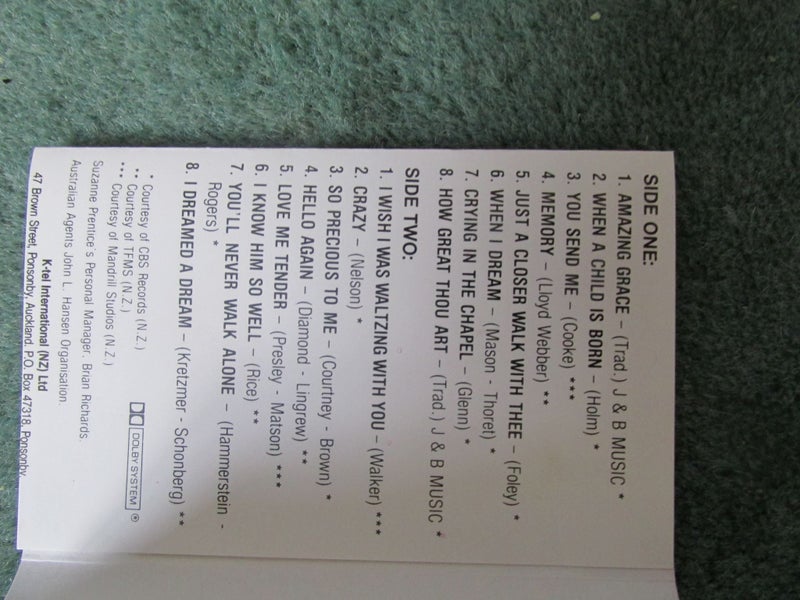 SIDE ONE:
1. AMAZING GRACE – (Trad.) J & B MUSIC *
2. WHEN A CHILD IS BORN – (Holm) *
3. YOU SEND ME – (Cooke) ***
4. MEMORY – (Lloyd Webber) **
5. JUST A CLOSER WALK WITH THEE – (Foley) *
6. WHEN I DREAM – (Mason - Thoret) *
7. CRYING IN THE CHAPEL – (Glenn) *
8. HOW GREAT THOU ART – (Trad.) J & B MUSIC *
SIDE TWO:
1. I WISH I WAS WALTZING WITH YOU – (Walker) ***
2. CRAZY – (Nelson) *
3. SO PRECIOUS TO ME – (Courtney - Brown) *
4. HELLO AGAIN – (Diamond - Lingrew) **
5. LOVE ME TENDER – (Presley - Matson) ***
6. I KNOW HIM SO WELL – (Rice) **
7. YOU'LL NEVER WALK ALONE – (Hammerstein -
Rogers) *
8. I DREAMED A DREAM – (Kretzmer - Schonberg) **
* Courtesy of CBS Records (N.Z.)
** Courtesy of TFMS (N.Z.)
*** Courtesy of Mandrill Studios (N.Z.)
DOLBY SYSTEM ®
Suzanne Prentice's Personal Manager, Brian Richards.
Australian Agents John L. Hansen Organisation.
K-tel International (NZ) Ltd
47 Brown Street, Ponsonby, Auckland. P.O. Box 47318, Ponsonby.